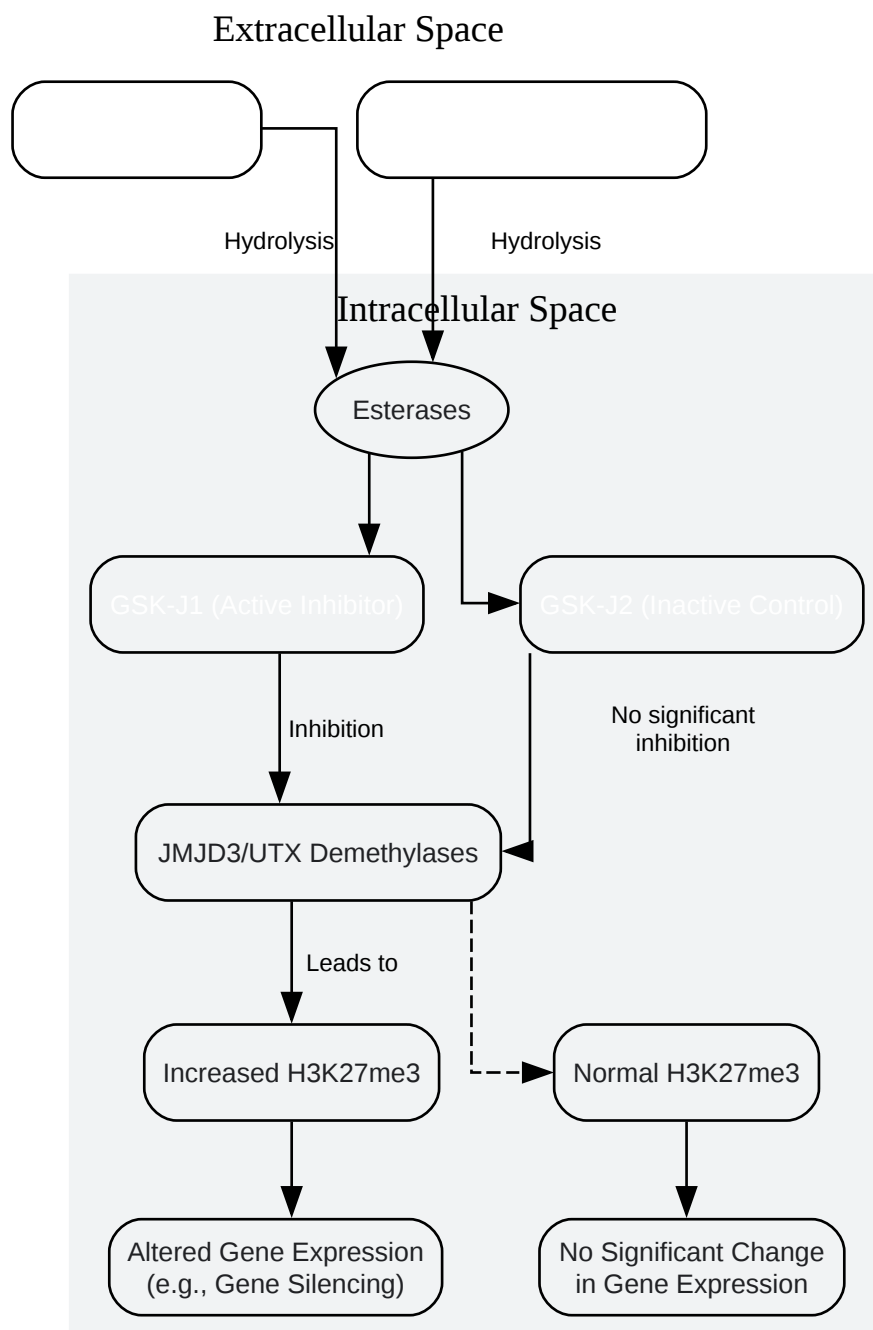 Extracellular Space
Hydrolysis
Hydrolysis
Intracellular Space
Esterases
GSK-J1 (Active Inhibitor)
GSK-J2 (Inactive Control)
Inhibition
No significant
inhibition
JMJD3/UTX Demethylases
Leads to
Increased H3K27me3
Normal H3K27me3
Altered Gene Expression
(e.g., Gene Silencing)
No Significant Change
in Gene Expression